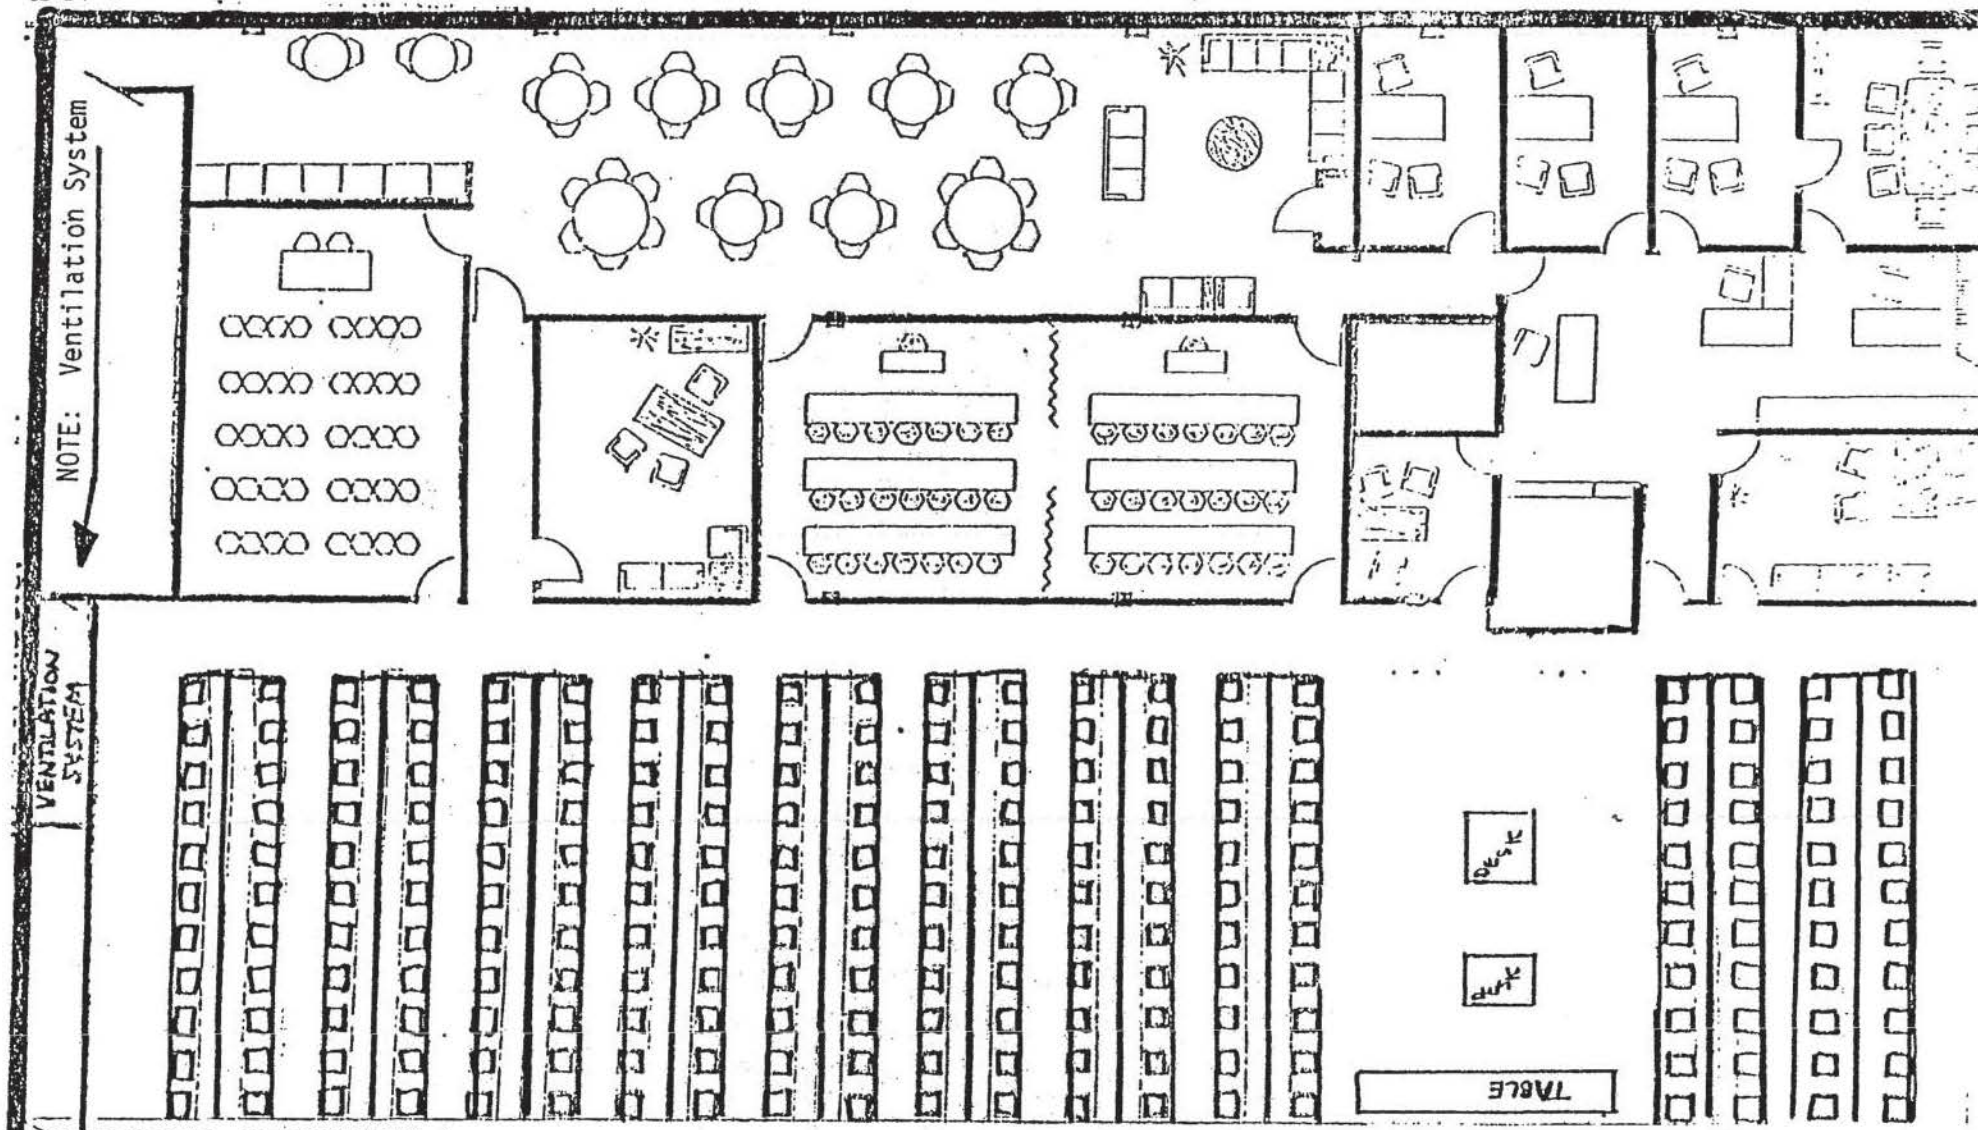 NOTE: Ventilation System
VENTILATION
SYSTEM
DESK
DESK
TABLE